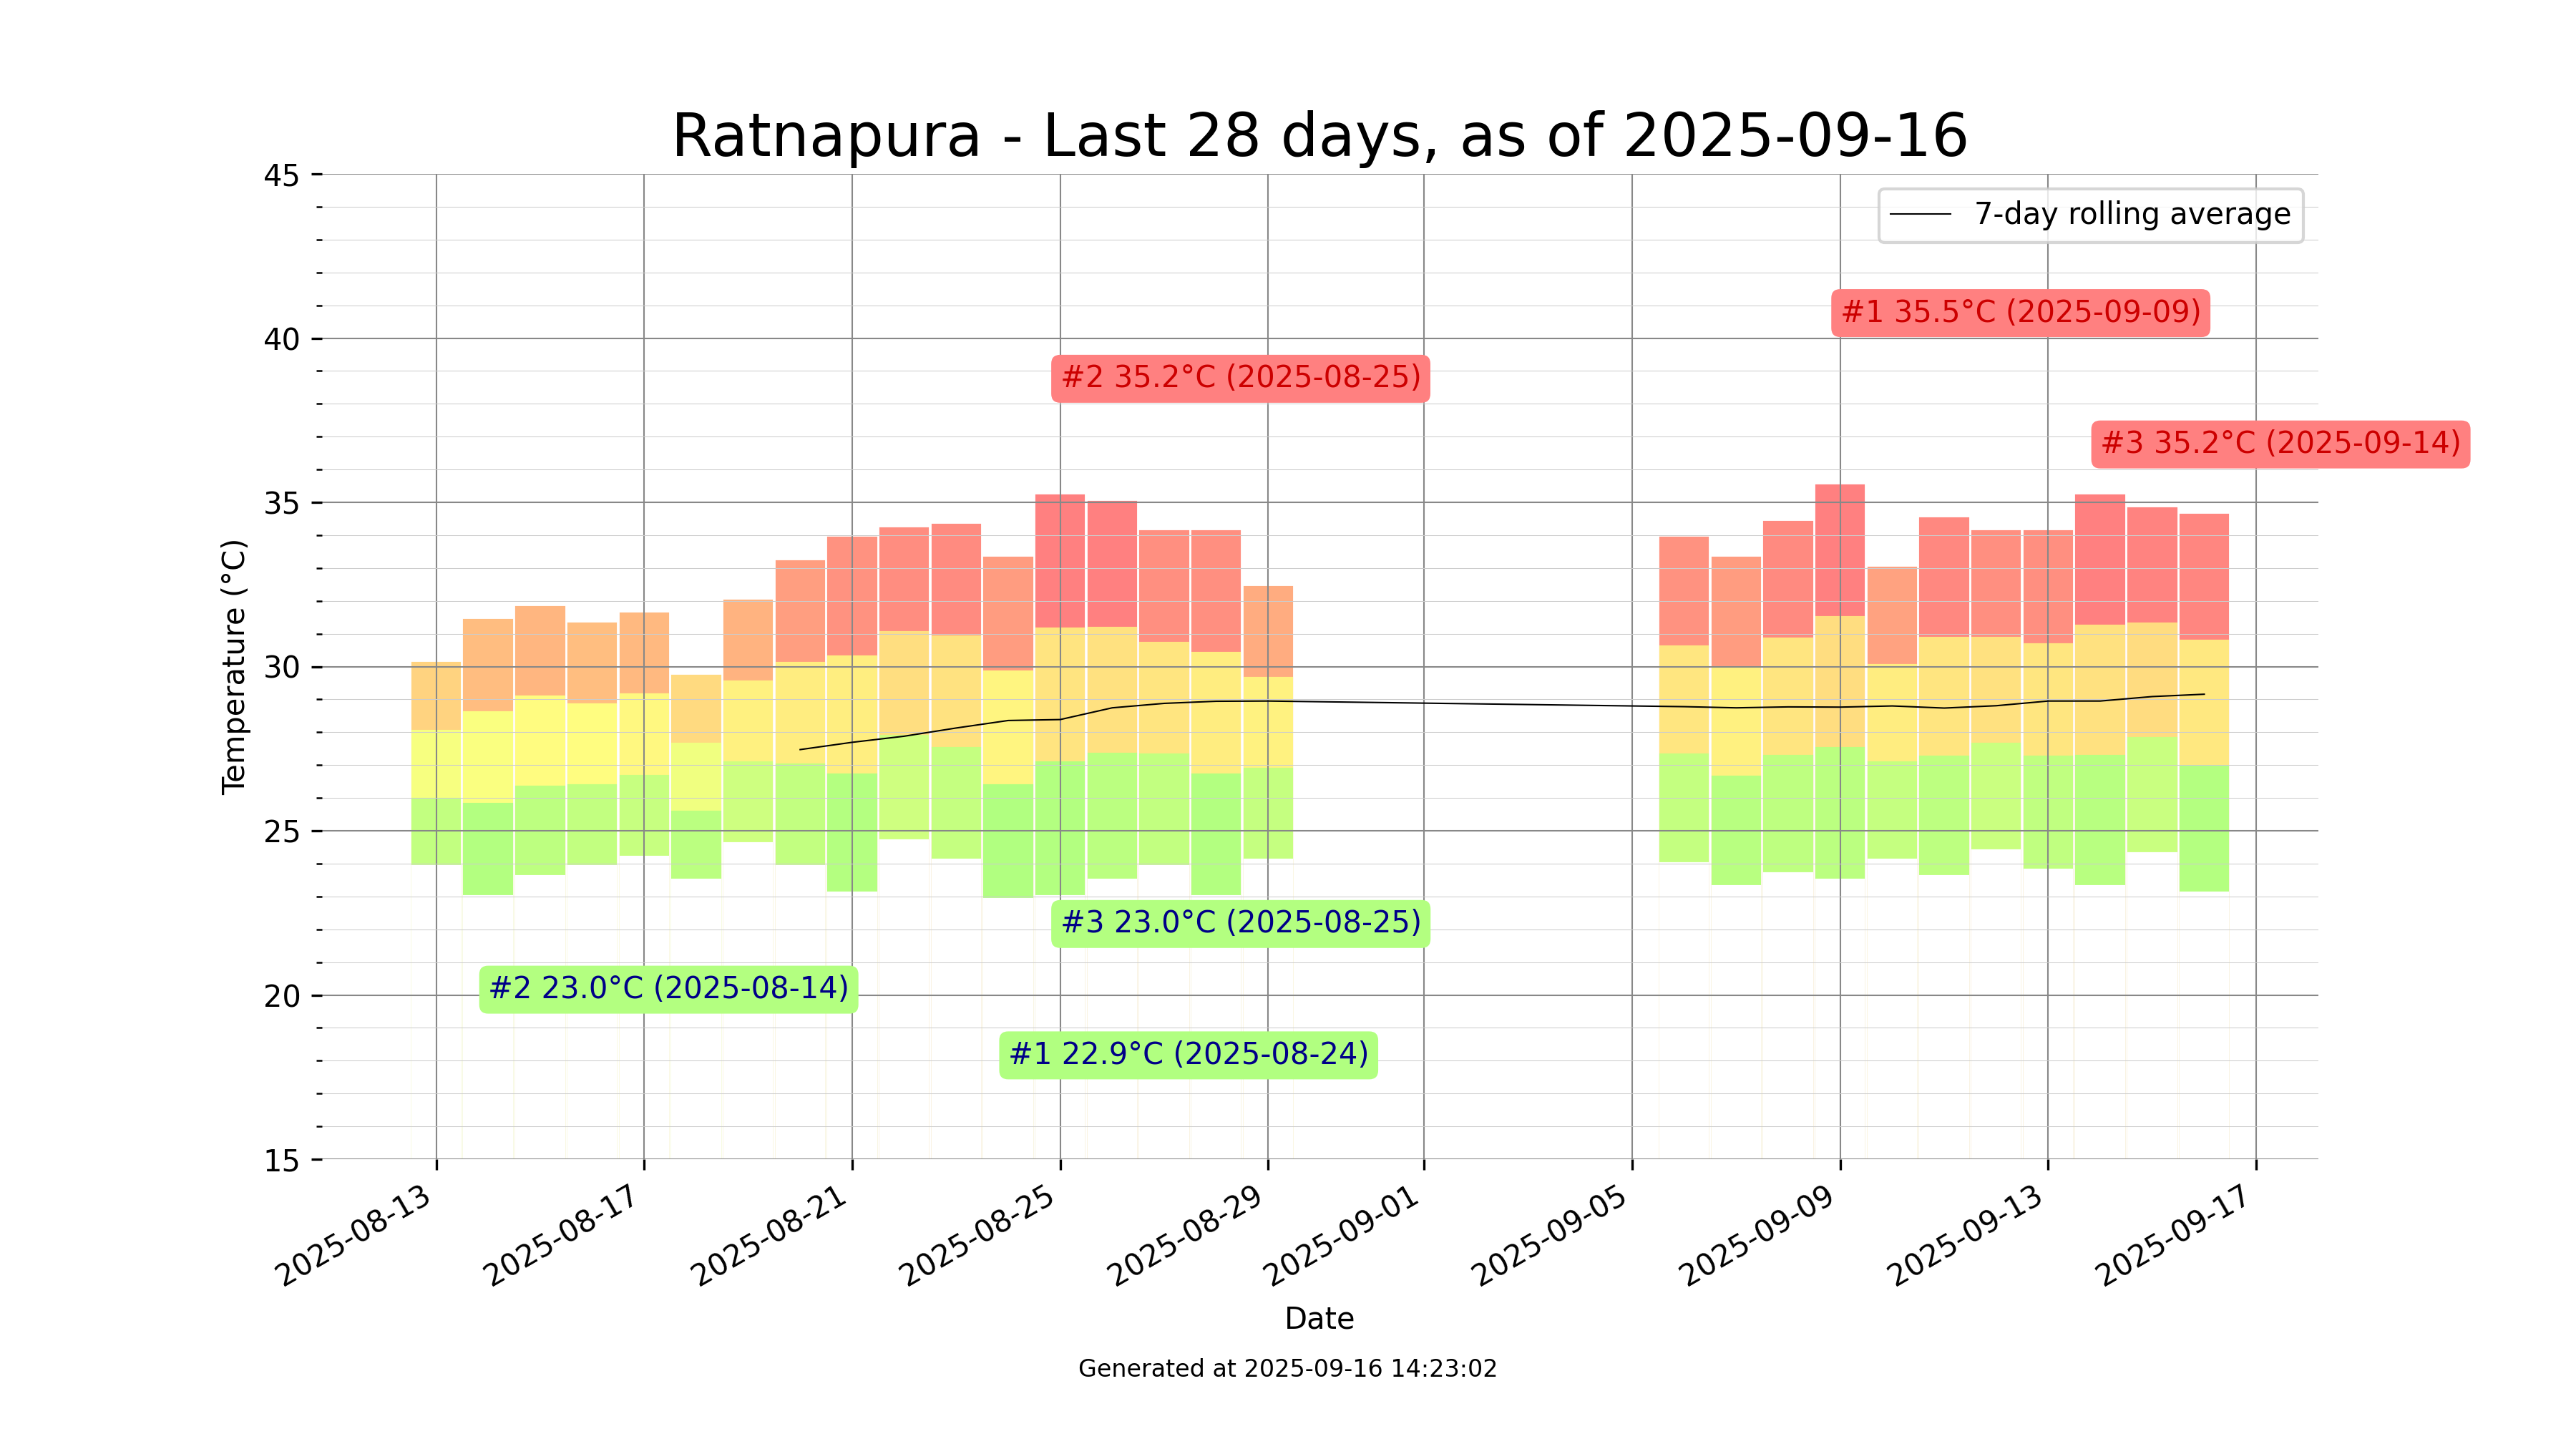 Ratnapura - Last 28 days, as of 2025-09-16
45
40
35
30
25
20
15
Temperature (°C)
7-day rolling average
#1 35.5°C (2025-09-09)
#2 35.2°C (2025-08-25)
#3 35.2°C (2025-09-14)
#3 23.0°C (2025-08-25)
#2 23.0°C (2025-08-14)
#1 22.9°C (2025-08-24)
2025-08-13
2025-08-17
2025-08-21
2025-08-25
2025-08-29
2025-09-01
2025-09-05
2025-09-09
2025-09-13
2025-09-17
Date
Generated at 2025-09-16 14:23:02